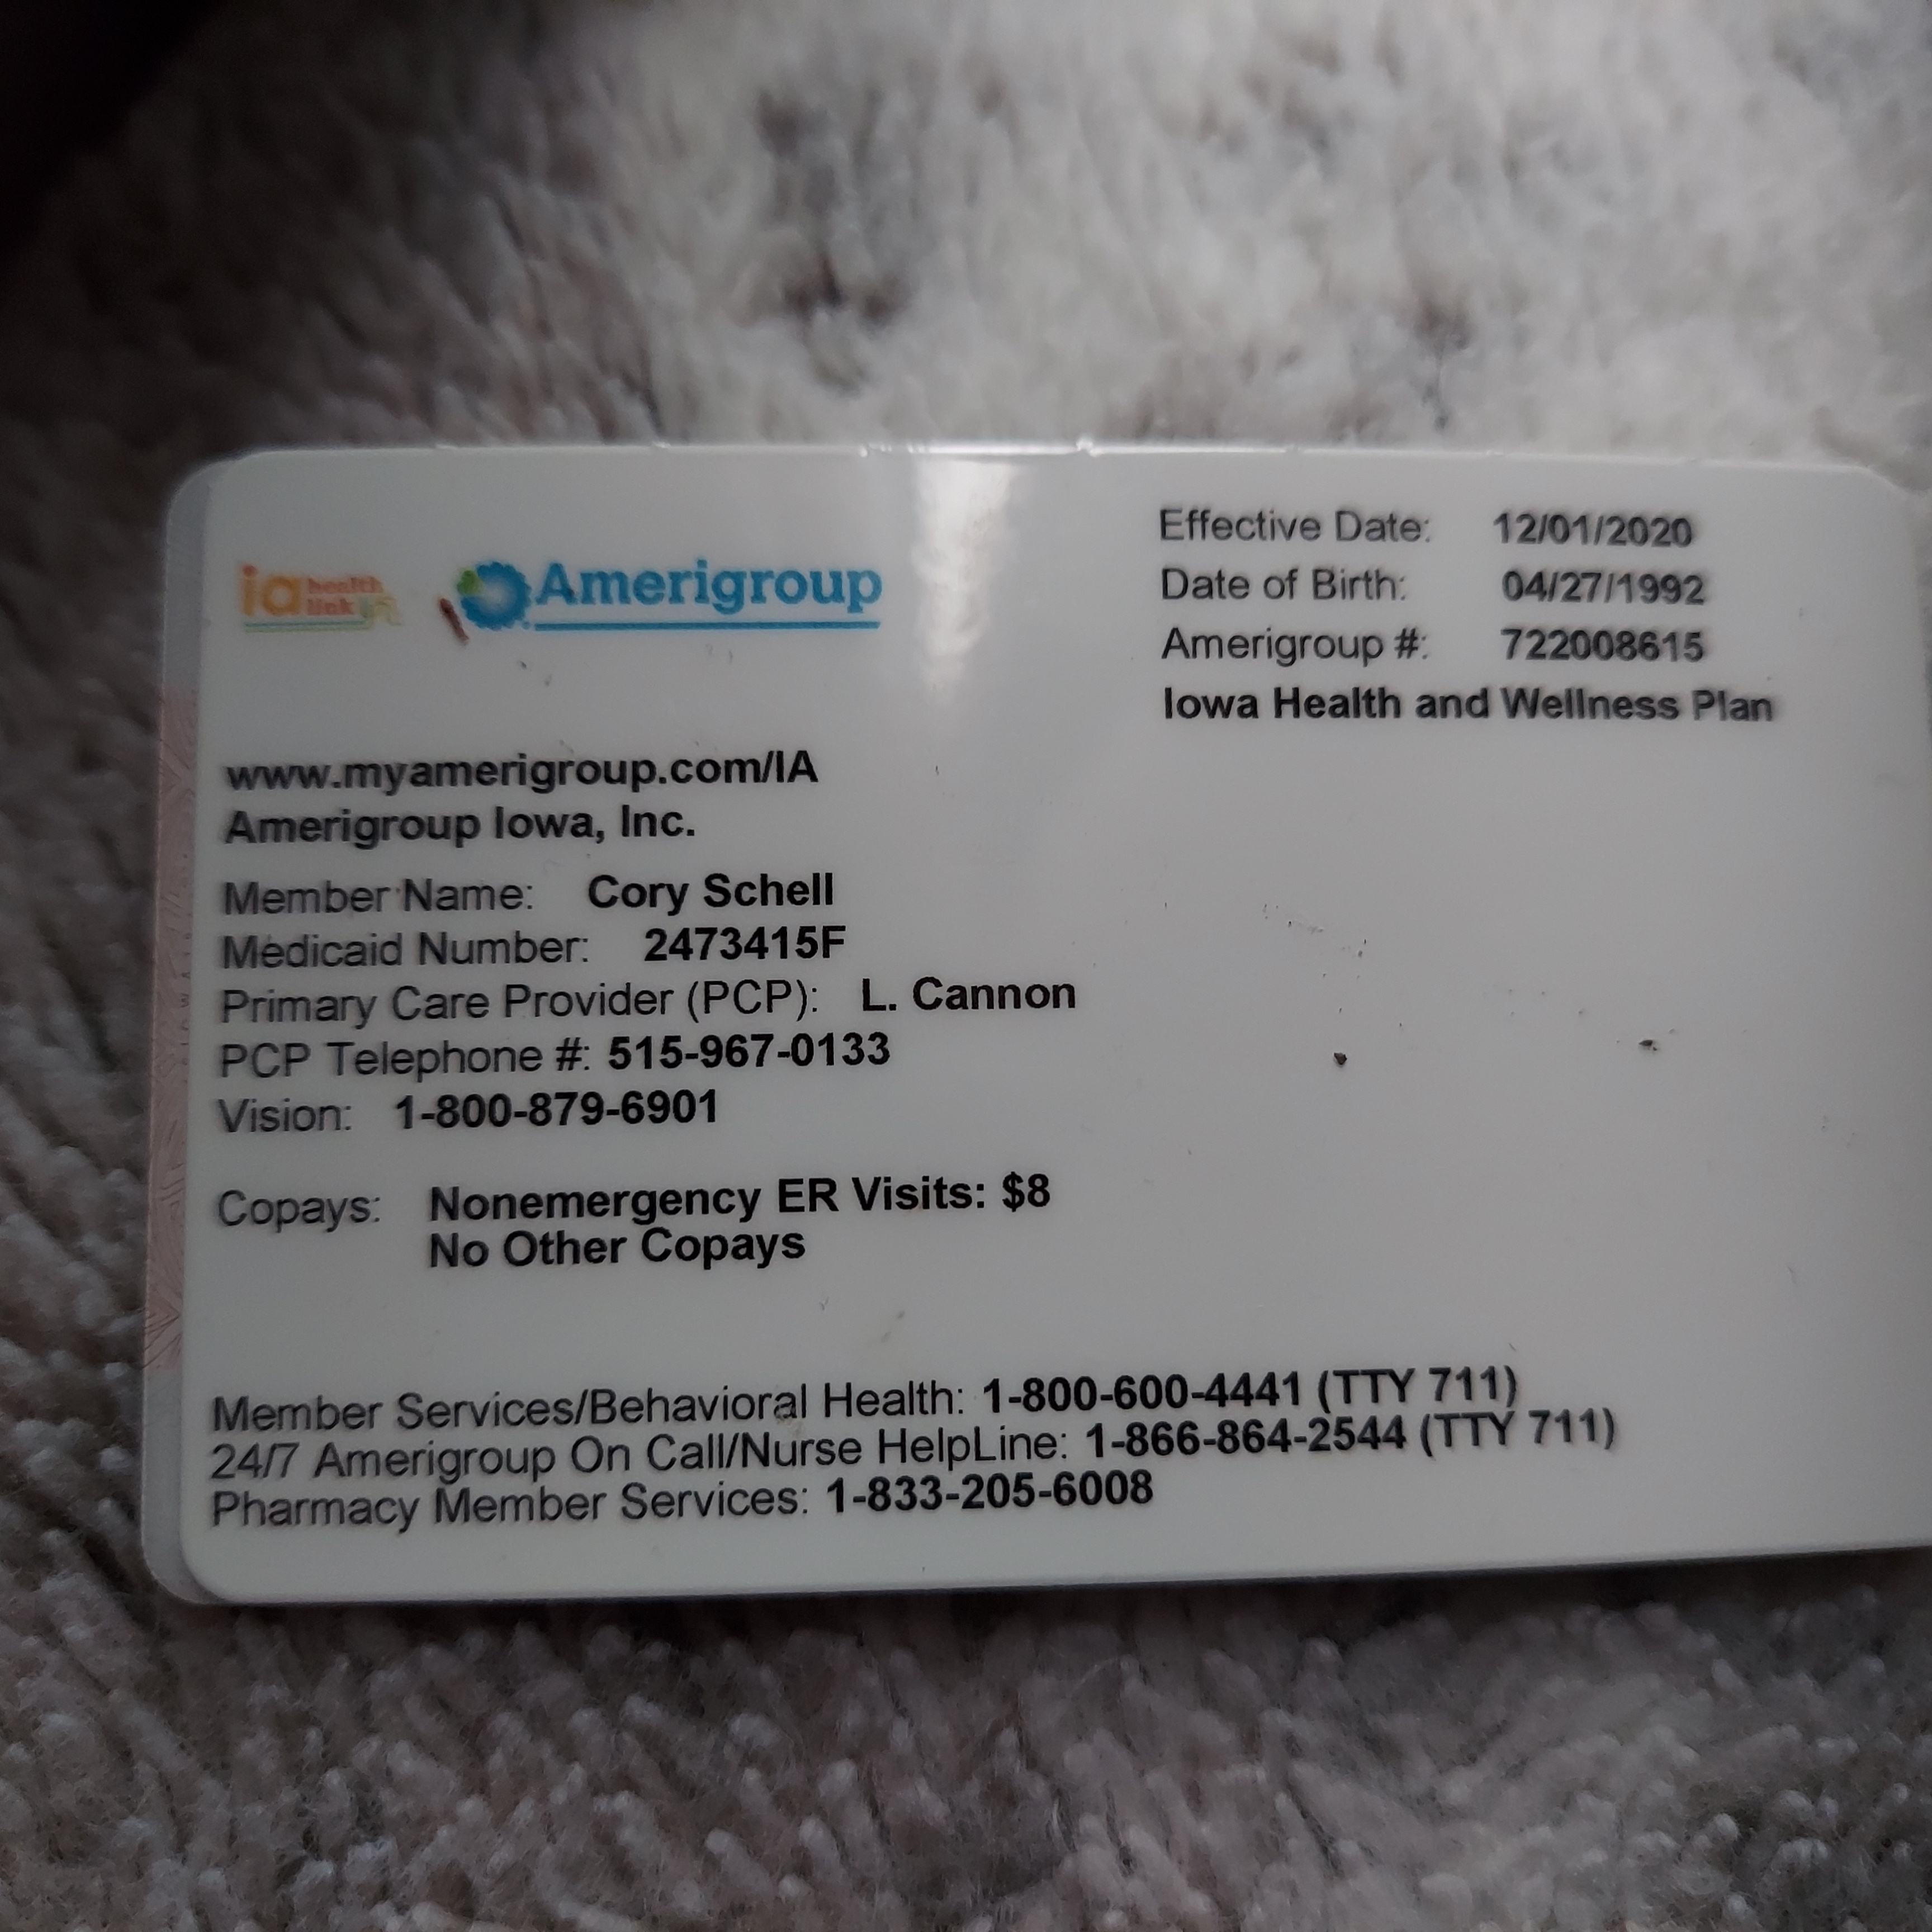 ia health link
Amerigroup
Effective Date: 12/01/2020
Date of Birth: 04/27/1992
Amerigroup #: 722008615
Iowa Health and Wellness Plan
www.myamerigroup.com/IA
Amerigroup Iowa, Inc.
Member Name: Cory Schell
Medicaid Number: 2473415F
Primary Care Provider (PCP): L. Cannon
PCP Telephone #: 515-967-0133
Vision: 1-800-879-6901
Copays: Nonemergency ER Visits: $8
No Other Copays
Member Services/Behavioral Health: 1-800-600-4441 (TTY 711)
24/7 Amerigroup On Call/Nurse HelpLine: 1-866-864-2544 (TTY 711)
Pharmacy Member Services: 1-833-205-6008